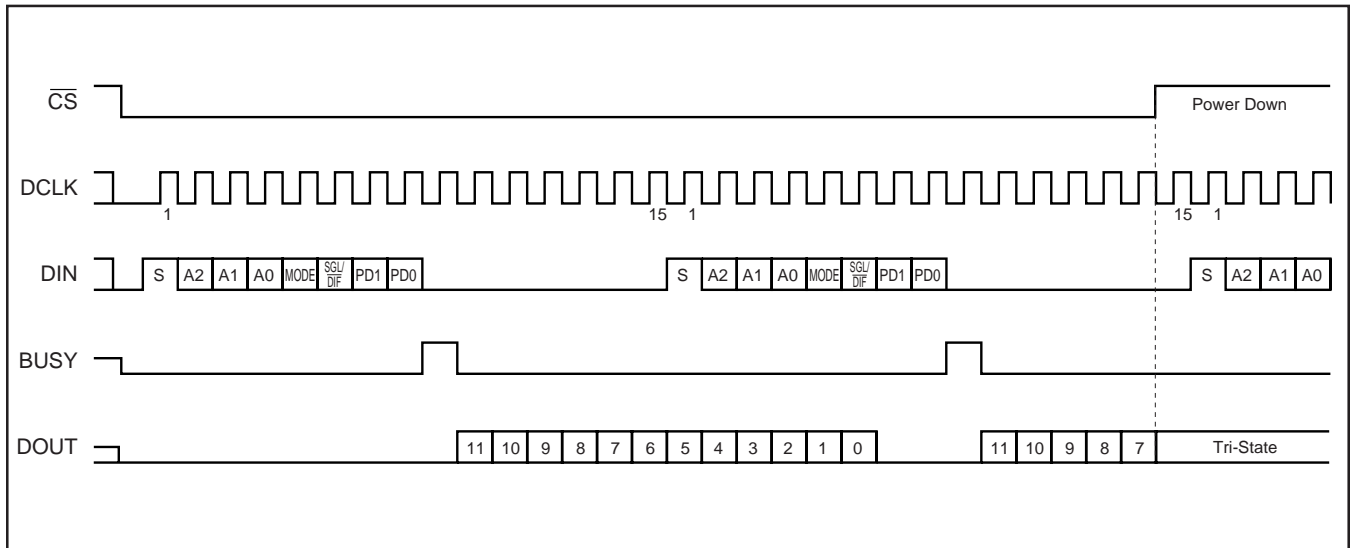 CS
Power Down
DCLK
1 15 1 15 1
DIN
S A2 A1 A0 MODE SGL/DIF PD1 PD0 S A2 A1 A0 MODE SGL/DIF PD1 PD0 S A2 A1 A0
BUSY
DOUT
11 10 9 8 7 6 5 4 3 2 1 0 11 10 9 8 7 Tri-State